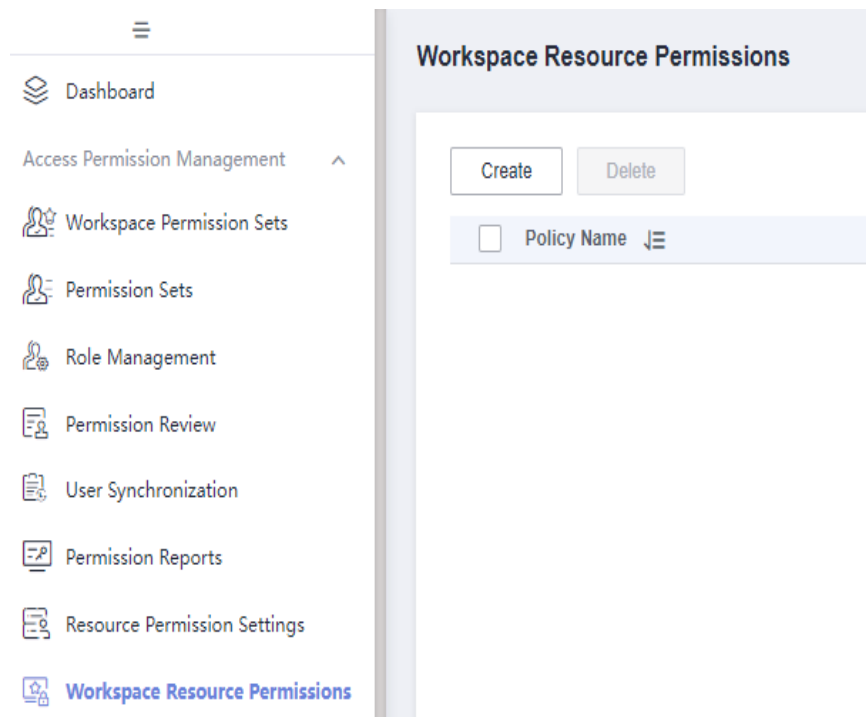 Dashboard
Access Permission Management
Workspace Permission Sets
Permission Sets
Role Management
Permission Review
User Synchronization
Permission Reports
Resource Permission Settings
Workspace Resource Permissions
Workspace Resource Permissions
Create
Delete
Policy Name